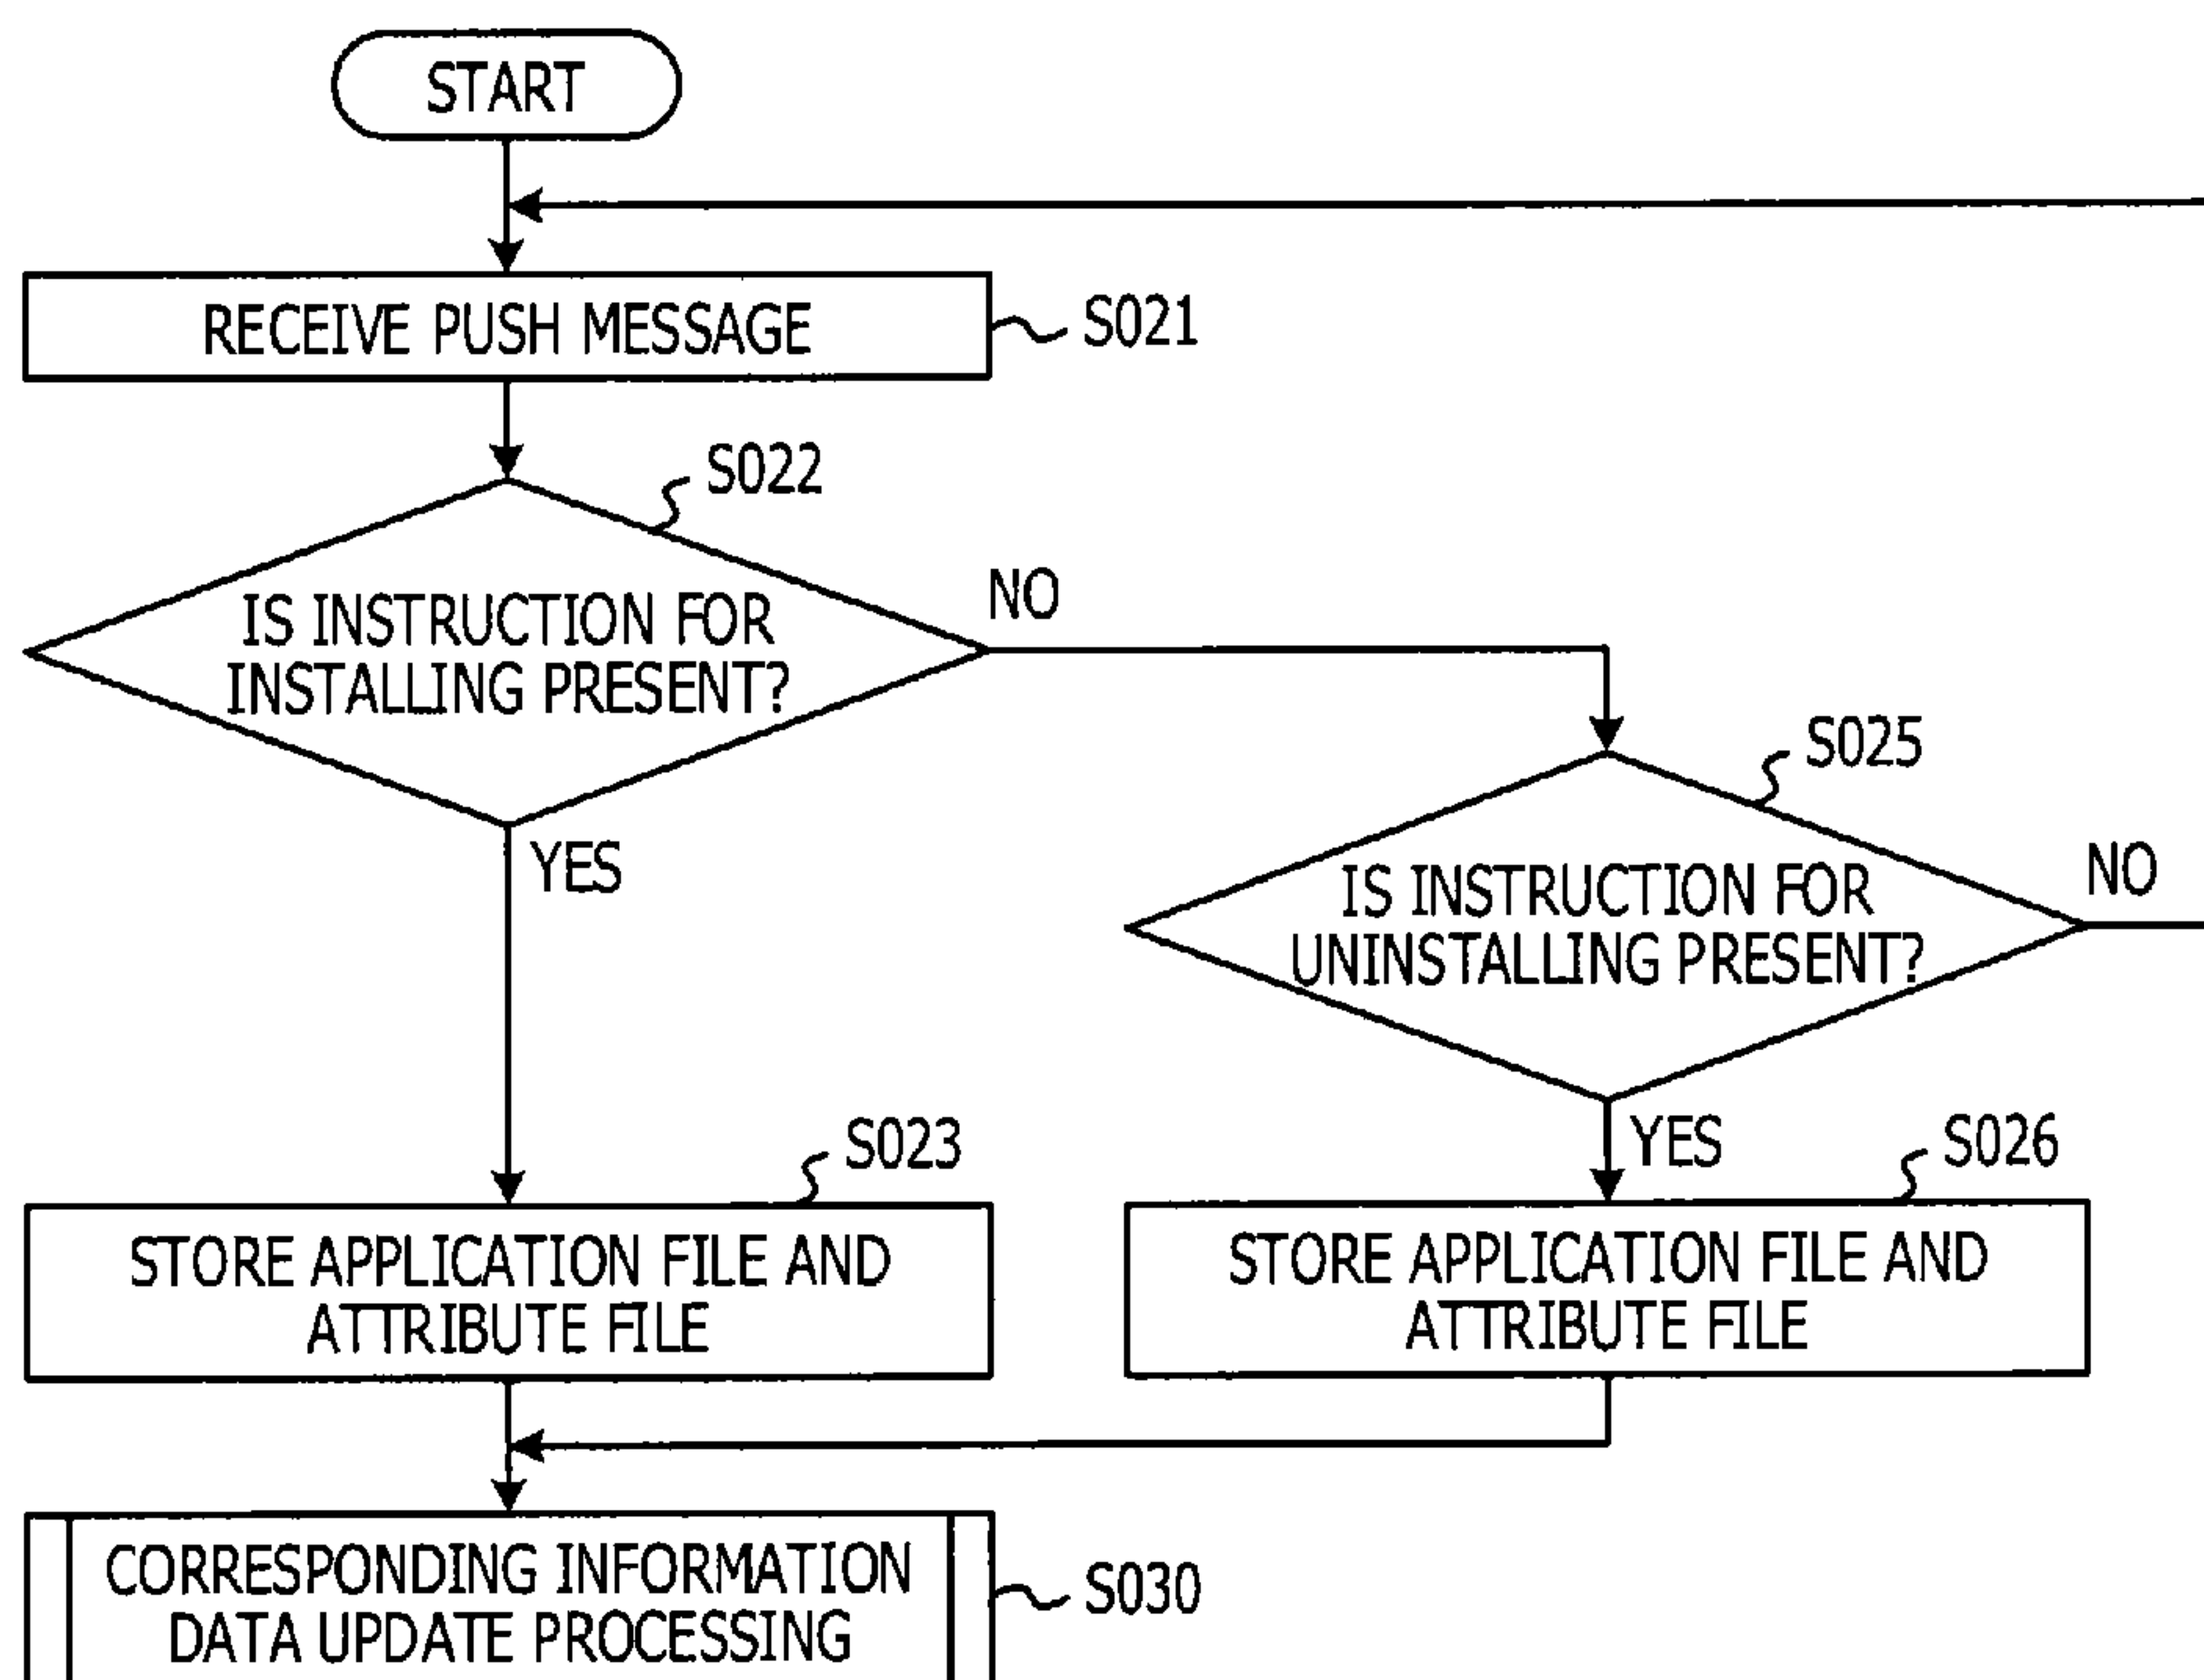 START
RECEIVE PUSH MESSAGE
S021
S022
IS INSTRUCTION FOR
INSTALLING PRESENT?
NO
YES
S025
IS INSTRUCTION FOR
UNINSTALLING PRESENT?
NO
YES
S023
STORE APPLICATION FILE AND
ATTRIBUTE FILE
S026
STORE APPLICATION FILE AND
ATTRIBUTE FILE
CORRESPONDING INFORMATION
DATA UPDATE PROCESSING
S030